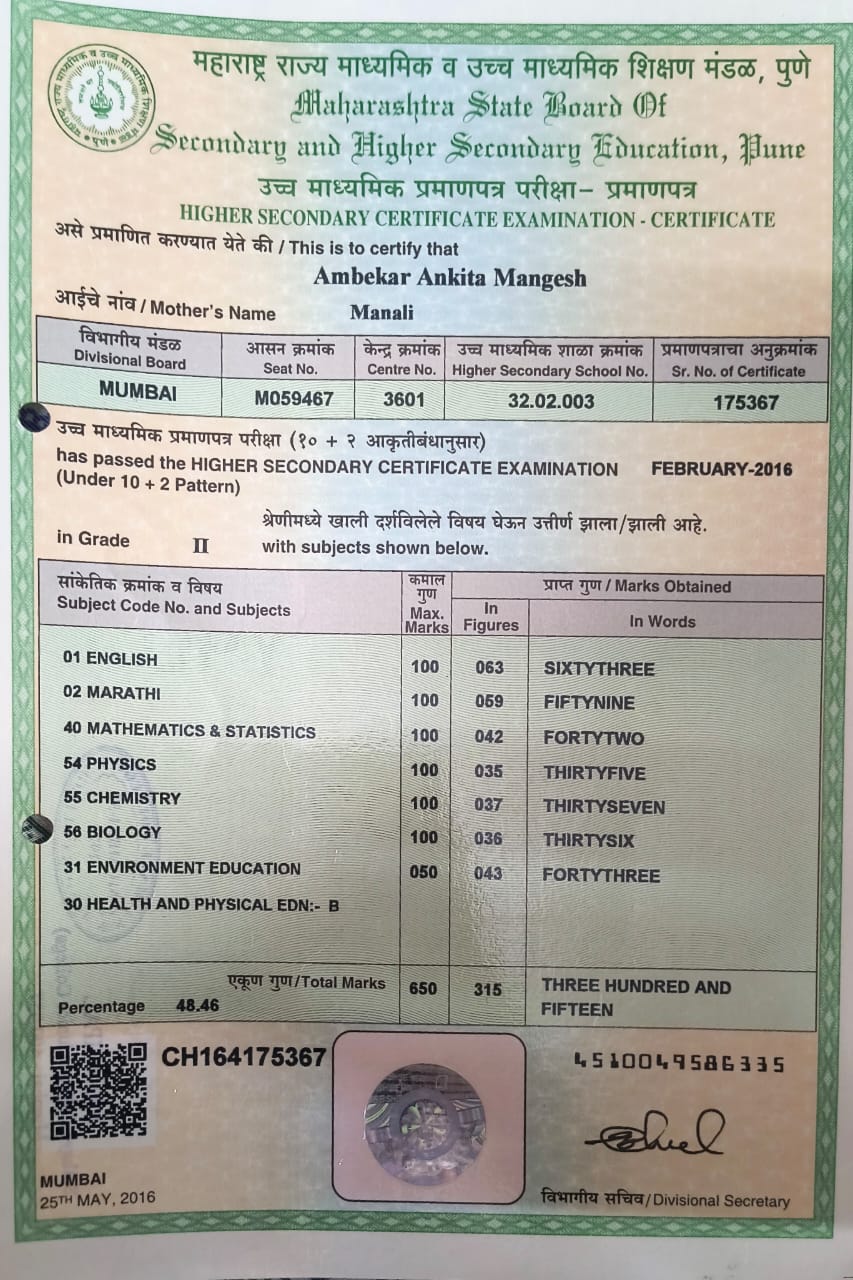 महाराष्ट्र राज्य माध्यमिक व उच्च माध्यमिक शिक्षण मंडळ, पुणे
Maharashtra State Board Of
Secondary and Higher Secondary Education, Pune
उच्च माध्यमिक प्रमाणपत्र परीक्षा– प्रमाणपत्र
HIGHER SECONDARY CERTIFICATE EXAMINATION - CERTIFICATE
असे प्रमाणित करण्यात येते की / This is to certify that
Ambekar Ankita Mangesh
आईचे नांव / Mother's Name Manali
विभागीय मंडळ आसन क्रमांक केन्द्र क्रमांक उच्च माध्यमिक शाळा क्रमांक प्रमाणपत्राचा अनुक्रमांक
Divisional Board Seat No. Centre No. Higher Secondary School No. Sr. No. of Certificate
MUMBAI M059467 3601 32.02.003 175367
उच्च माध्यमिक प्रमाणपत्र परीक्षा (१० + २ आकृतीबंधानुसार)
has passed the HIGHER SECONDARY CERTIFICATE EXAMINATION FEBRUARY-2016
(Under 10 + 2 Pattern)
श्रेणीमध्ये खाली दर्शविलेले विषय घेऊन उत्तीर्ण झाला/झाली आहे.
in Grade II with subjects shown below.
सांकेतिक क्रमांक व विषय कमाल गुण प्राप्त गुण / Marks Obtained
Subject Code No. and Subjects Max. Marks In Figures In Words
01 ENGLISH 100 063 SIXTYTHREE
02 MARATHI 100 059 FIFTYNINE
40 MATHEMATICS & STATISTICS 100 042 FORTYTWO
54 PHYSICS 100 035 THIRTYFIVE
55 CHEMISTRY 100 037 THIRTYSEVEN
56 BIOLOGY 100 036 THIRTYSIX
31 ENVIRONMENT EDUCATION 050 043 FORTYTHREE
30 HEALTH AND PHYSICAL EDN:- B
एकूण गुण/Total Marks 650 315 THREE HUNDRED AND
Percentage 48.46 FIFTEEN
CH164175367 4510049586335
MUMBAI
25TH MAY, 2016
विभागीय सचिव/Divisional Secretary